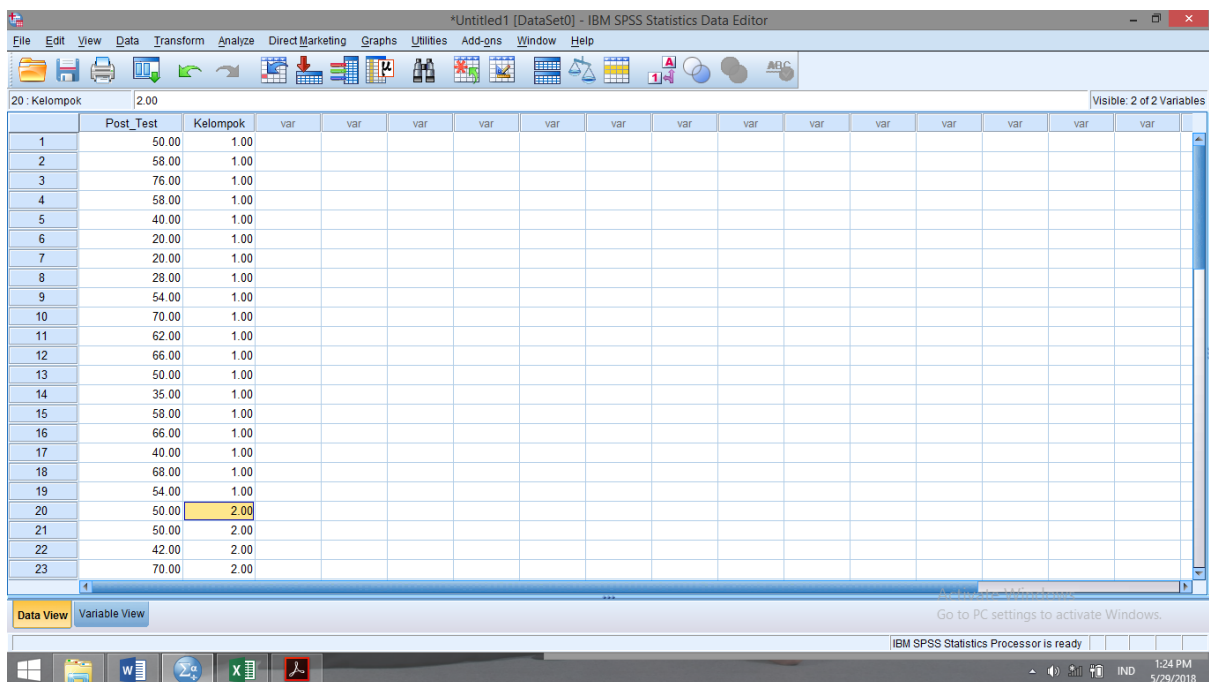 *Untitled1 [DataSet0] - IBM SPSS Statistics Data Editor
File Edit View Data Transform Analyze Direct Marketing Graphs Utilities Add-ons Window Help
20 : Kelompok 2.00 Visible: 2 of 2 Variables
Post_Test Kelompok var var var var var var var var var var var var var var
1 50.00 1.00
2 58.00 1.00
3 76.00 1.00
4 58.00 1.00
5 40.00 1.00
6 20.00 1.00
7 20.00 1.00
8 28.00 1.00
9 54.00 1.00
10 70.00 1.00
11 62.00 1.00
12 66.00 1.00
13 50.00 1.00
14 35.00 1.00
15 58.00 1.00
16 66.00 1.00
17 40.00 1.00
18 68.00 1.00
19 54.00 1.00
20 50.00 2.00
21 50.00 2.00
22 42.00 2.00
23 70.00 2.00
Activate Windows
Data View Variable View Go to PC settings to activate Windows.
IBM SPSS Statistics Processor is ready
IND 1:24 PM
5/29/2018